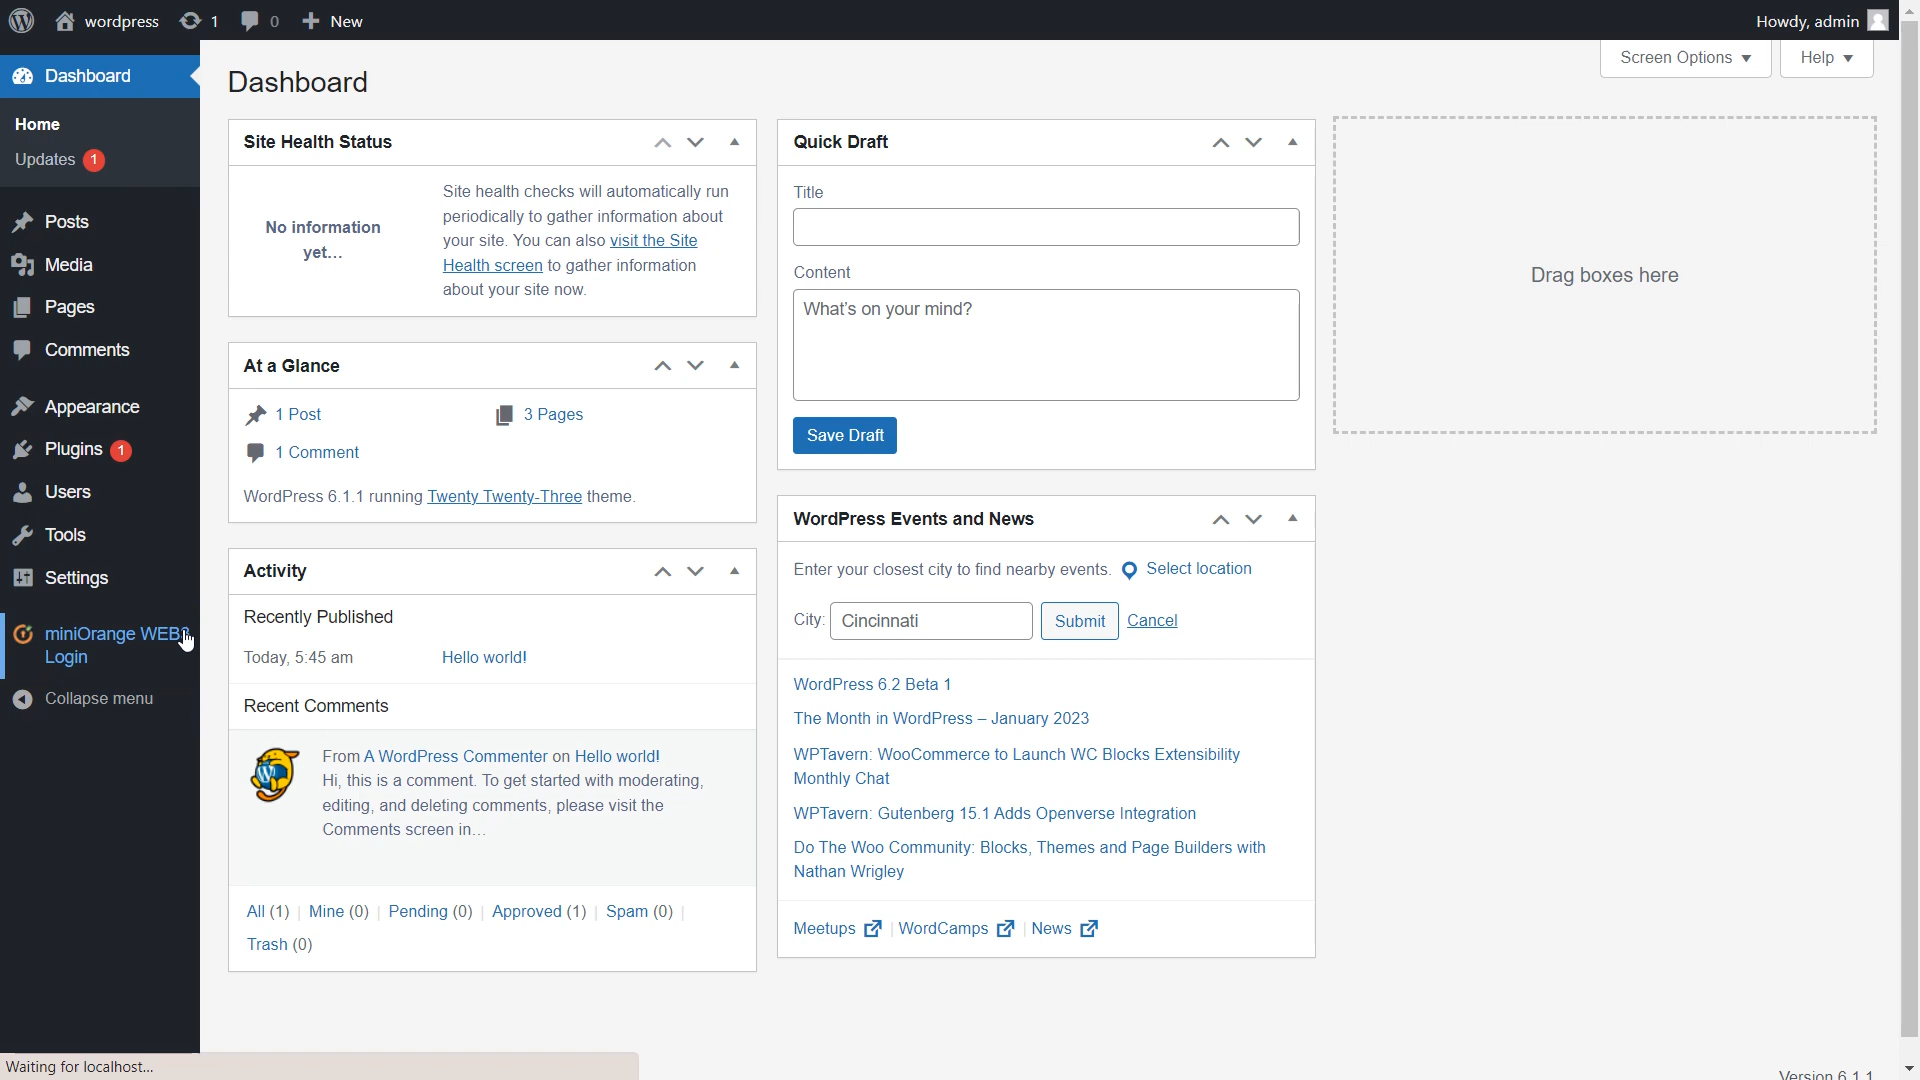 wordpress 1 0 New Howdy, admin
Dashboard
Home
Updates 1
Posts
Media
Pages
Comments
Appearance
Plugins 1
Users
Tools
Settings
miniOrange WEB3
Login
Collapse menu
Screen Options Help
Dashboard
Site Health Status
No information
yet...
Site health checks will automatically run
periodically to gather information about
your site. You can also visit the Site
Health screen to gather information
about your site now.
At a Glance
1 Post 3 Pages
1 Comment
WordPress 6.1.1 running Twenty Twenty-Three theme.
Activity
Recently Published
Today, 5:45 am Hello world!
Recent Comments
From A WordPress Commenter on Hello world!
Hi, this is a comment. To get started with moderating,
editing, and deleting comments, please visit the
Comments screen in...
All (1) | Mine (0) | Pending (0) | Approved (1) | Spam (0) |
Trash (0)
Quick Draft
Title
Content
What's on your mind?
Save Draft
WordPress Events and News
Enter your closest city to find nearby events. Select location
City: Cincinnati Submit Cancel
WordPress 6.2 Beta 1
The Month in WordPress – January 2023
WPTavern: WooCommerce to Launch WC Blocks Extensibility
Monthly Chat
WPTavern: Gutenberg 15.1 Adds Openverse Integration
Do The Woo Community: Blocks, Themes and Page Builders with
Nathan Wrigley
Meetups | WordCamps | News
Drag boxes here
Waiting for localhost...
Version 6.1.1